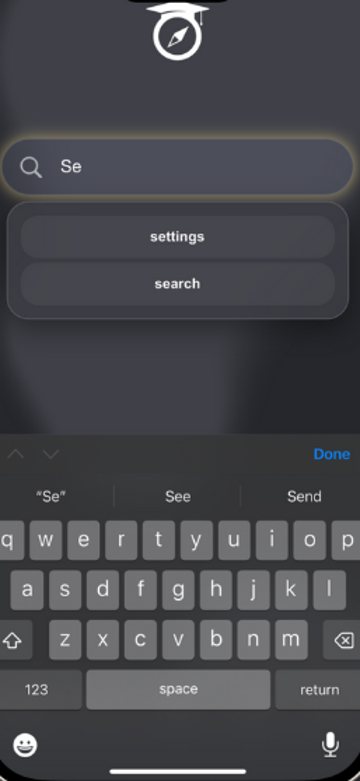 Se
settings
search
Done
“Se” See Send
q w e r t y u i o p
a s d f g h j k l
z x c v b n m
123 space return